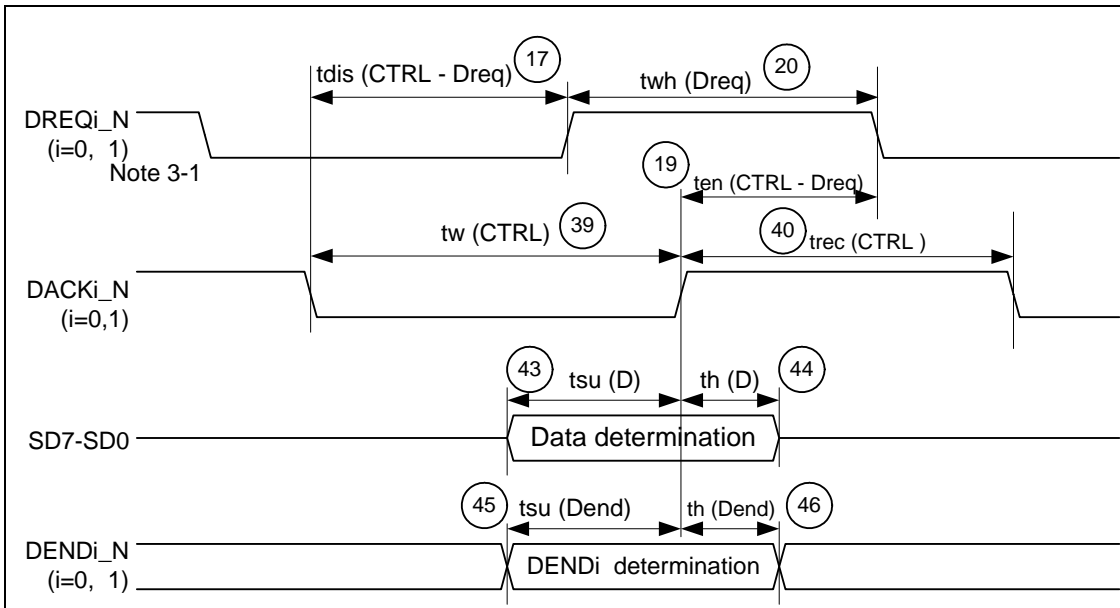 tdis (CTRL - Dreq) 17 twh (Dreq) 20
DREQi_N
(i=0, 1)
Note 3-1
19 ten (CTRL - Dreq)
tw (CTRL) 39 40 trec (CTRL )
DACKi_N
(i=0,1)
43 tsu (D) th (D) 44
SD7-SD0 Data determination
45 tsu (Dend) th (Dend) 46
DENDi_N
(i=0, 1)
DENDi determination